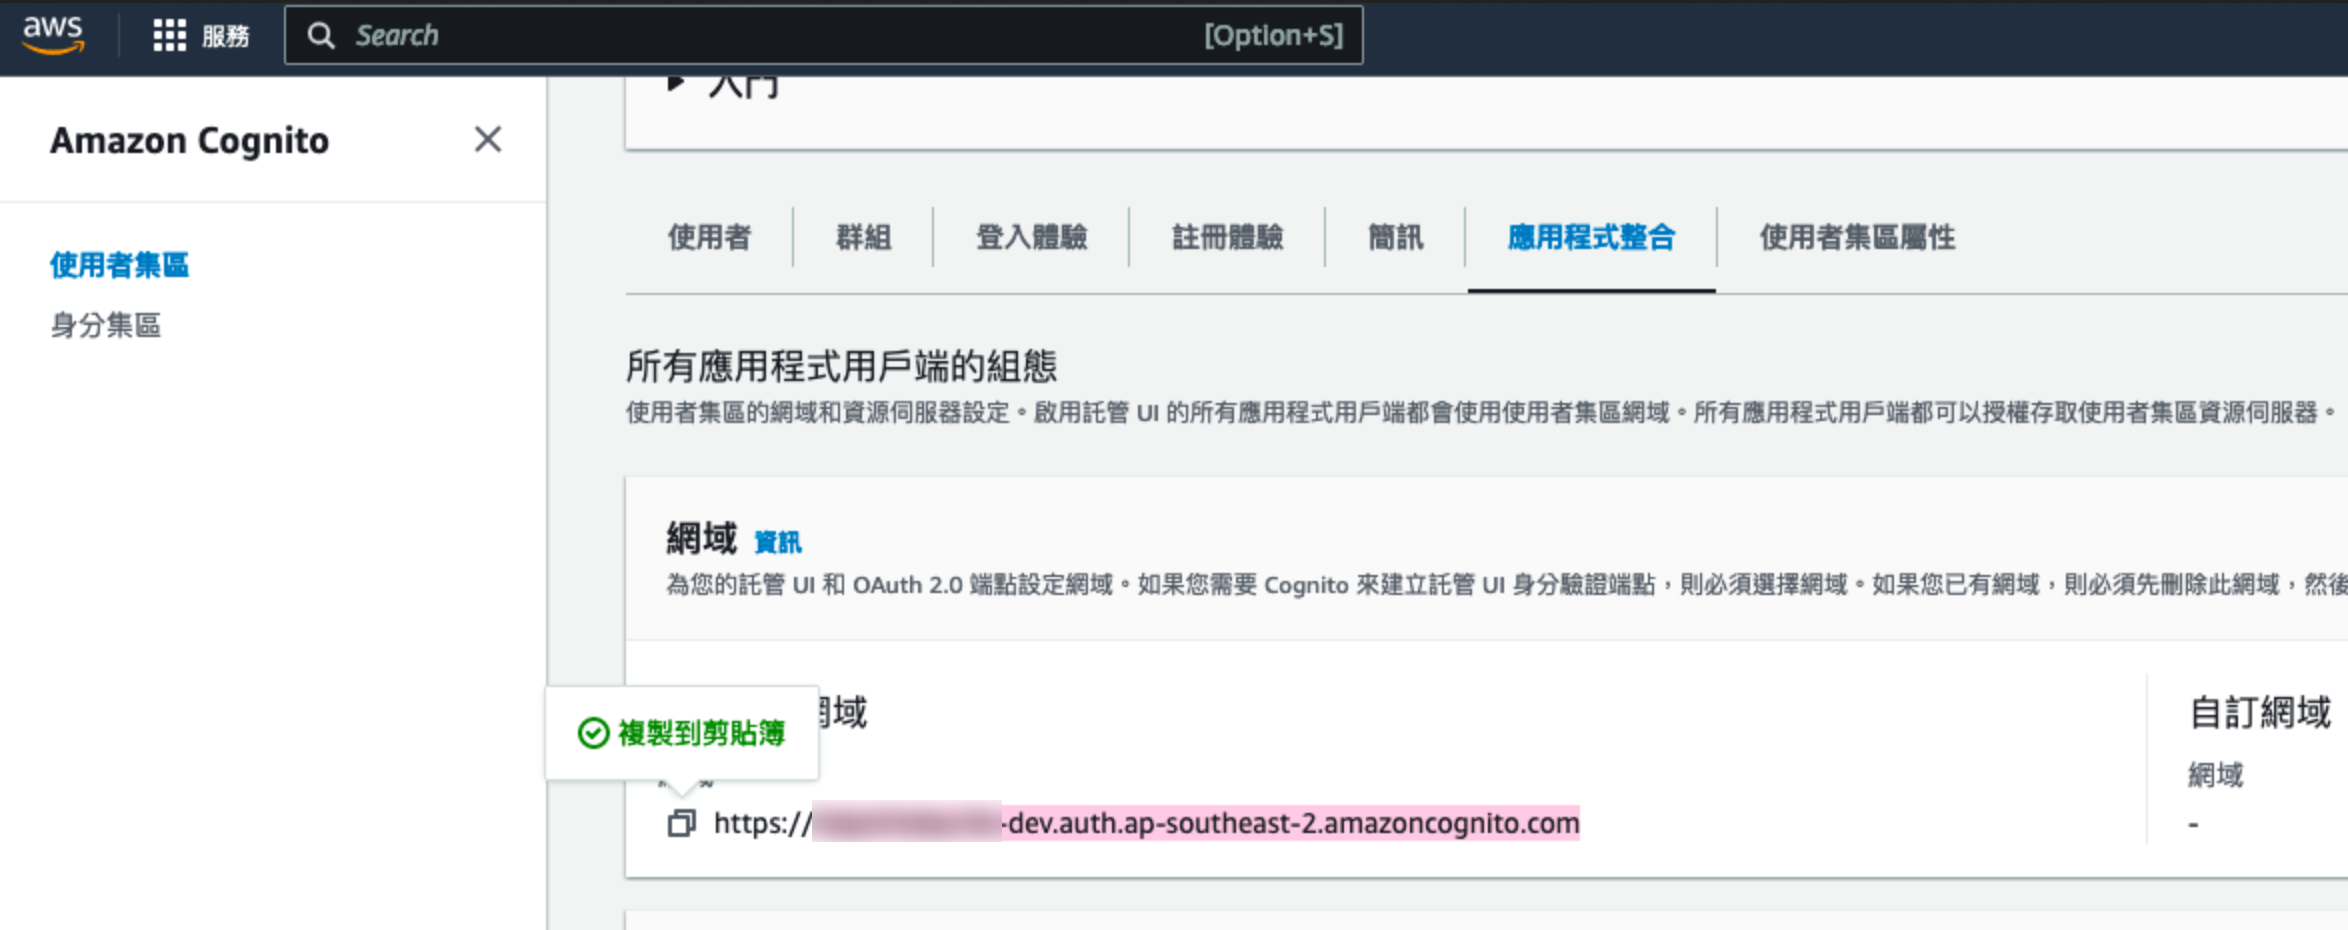 aws
服務
Search
[Option+S]
入門
Amazon Cognito
使用者集區
身分集區
使用者
群組
登入體驗
註冊體驗
簡訊
應用程式整合
使用者集區屬性
所有應用程式用戶端的組態
使用者集區的網域和資源伺服器設定。啟用託管 UI 的所有應用程式用戶端都會使用使用者集區網域。所有應用程式用戶端都可以授權存取使用者集區資源伺服器。
網域 資訊
為您的託管 UI 和 OAuth 2.0 端點設定網域。如果您需要 Cognito 來建立託管 UI 身分驗證端點，則必須選擇網域。如果您已有網域，則必須先刪除此網域，然後
網域
複製到剪貼簿
https://
-dev.auth.ap-southeast-2.amazoncognito.com
自訂網域
網域
-